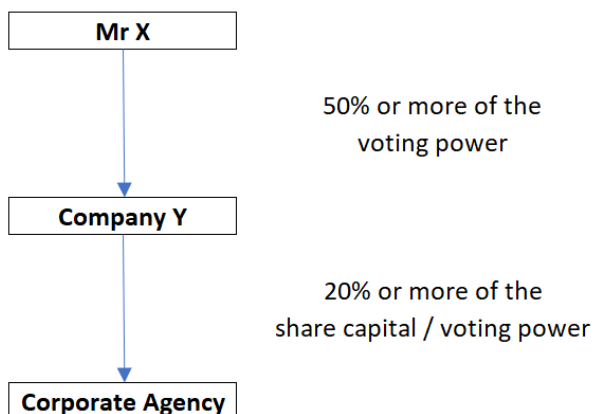 Mr X
50% or more of the
voting power
Company Y
20% or more of the
share capital / voting power
Corporate Agency